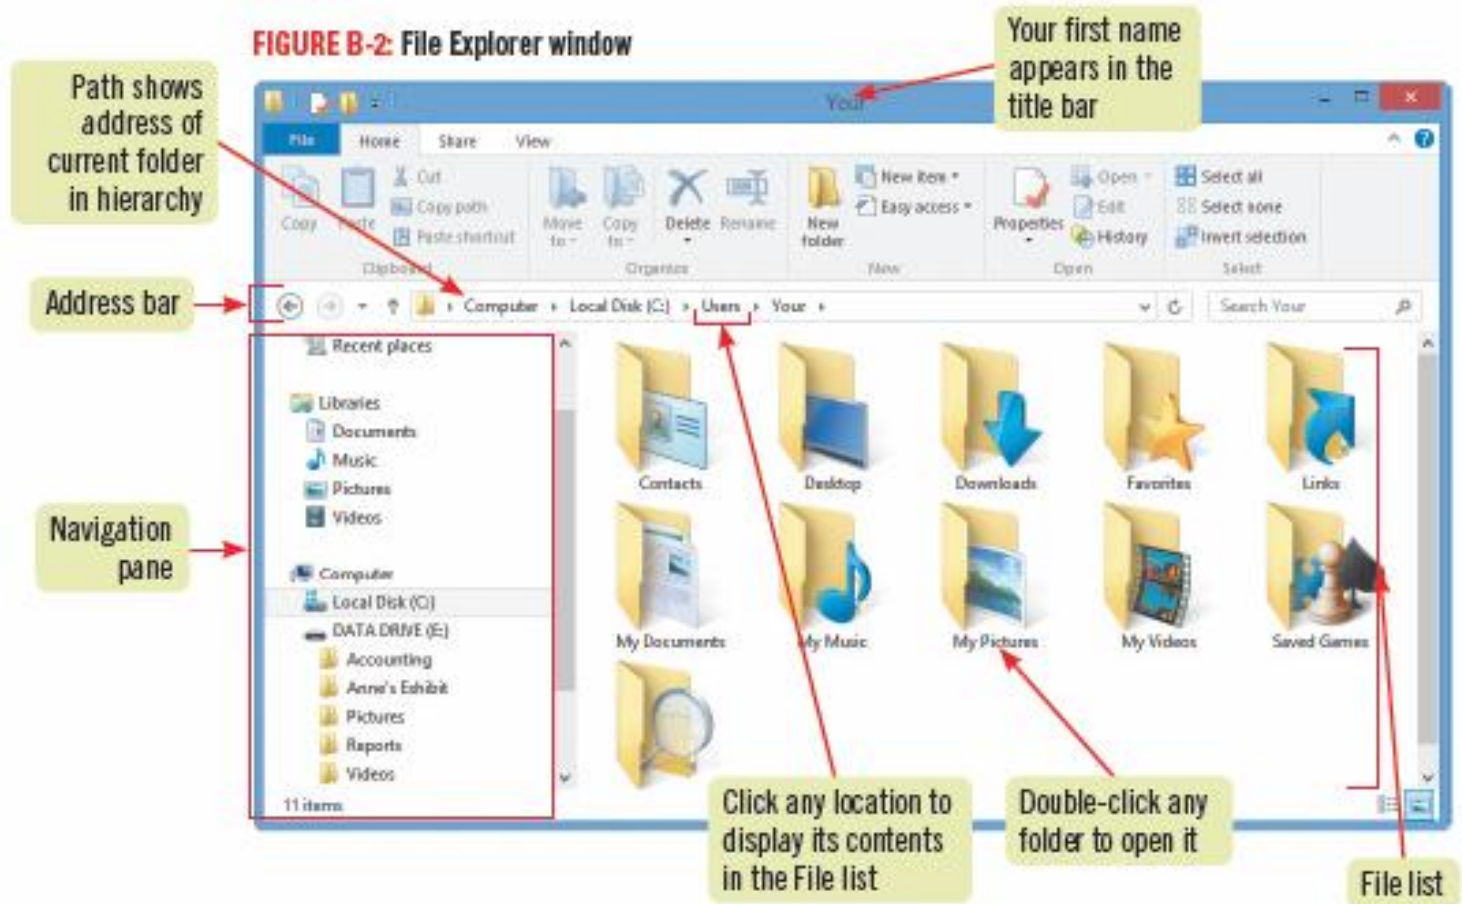 FIGURE B-2: File Explorer window
Your first name
appears in the
title bar
Path shows
address of
current folder
in hierarchy
Your
File Home Share View
Copy
Paste
Cut
Copy path
Paste shortcut
Clipboard
Move
to
Copy
to
Delete
Rename
Organize
New
folder
New item
Easy access
New
Properties
Open
Edit
History
Open
Select all
Select none
Invert selection
Select
Address bar
Computer Local Disk (C:) Users Your
Search Your
Navigation
pane
Recent places
Libraries
Documents
Music
Pictures
Videos
Computer
Local Disk (C:)
DATA DRIVE (E:)
Accounting
Anne's Exhibit
Pictures
Reports
Videos
11 items
Contacts Desktop Downloads Favorites Links
My Documents My Music My Pictures My Videos Saved Games
Click any location to
display its contents
in the File list
Double-click any
folder to open it
File list